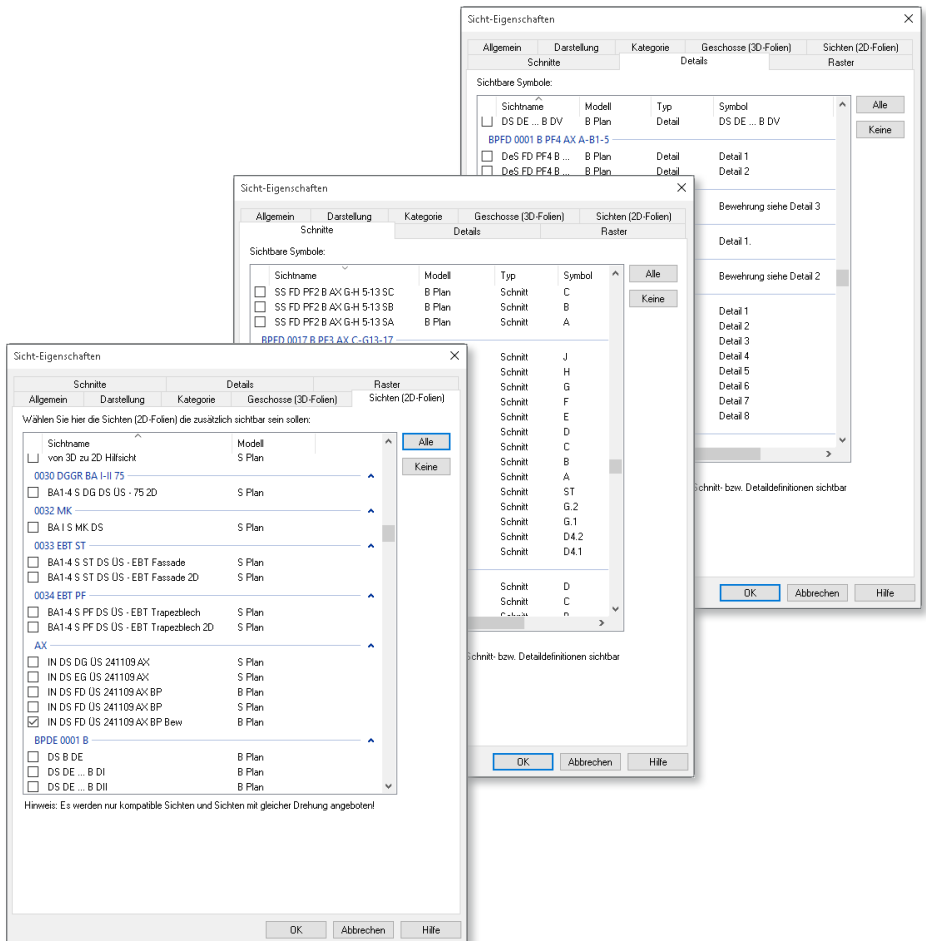 Sicht-Eigenschaften
Allgemein Darstellung Kategorie Geschosse (3D-Folien) Sichten (2D-Folien)
Schnitte Details Raster
Sichtbare Symbole:
Sichtname Modell Typ Symbol
Alle
DS DE ... B DV B Plan Detail DS DE ... B DV
Keine
BPFD 0001 B PF4 AX A-B1-5
DeS FD PF4 B ... B Plan Detail Detail 1
DeS FD PF4 B ... B Plan Detail Detail 2
Bewehrung siehe Detail 3
Detail 1.
Bewehrung siehe Detail 2
Detail 1
Detail 2
Detail 3
Detail 4
Detail 5
Detail 6
Detail 7
Detail 8
Schnitt- bzw. Detaildefinitionen sichtbar
OK Abbrechen Hilfe
Sicht-Eigenschaften
Allgemein Darstellung Kategorie Geschosse (3D-Folien) Sichten (2D-Folien)
Schnitte Details Raster
Sichtbare Symbole:
Sichtname Modell Typ Symbol
Alle
SS FD PF2 B AX G-H 5-13 SC B Plan Schnitt C
Keine
SS FD PF2 B AX G-H 5-13 SB B Plan Schnitt B
SS FD PF2 B AX G-H 5-13 SA B Plan Schnitt A
BPFD 0017 B PF3 AX C-G13-17
Schnitt J
Schnitt H
Schnitt G
Schnitt F
Schnitt E
Schnitt D
Schnitt C
Schnitt B
Schnitt A
Schnitt ST
Schnitt G.2
Schnitt G.1
Schnitt D4.2
Schnitt D4.1
Schnitt D
Schnitt C
Schnitt B
Schnitt- bzw. Detaildefinitionen sichtbar
OK Abbrechen Hilfe
Sicht-Eigenschaften
Schnitte Details Raster
Allgemein Darstellung Kategorie Geschosse (3D-Folien) Sichten (2D-Folien)
Wählen Sie hier die Sichten (2D-Folien) die zusätzlich sichtbar sein sollen:
Sichtname Modell
Alle
von 3D zu 2D Hilfsicht S Plan
Keine
0030 DGGR BA I-II 75
BA1-4 S DG DS ÜS - 75 2D S Plan
0032 MK
BA I S MK DS S Plan
0033 EBT ST
BA1-4 S ST DS ÜS - EBT Fassade S Plan
BA1-4 S ST DS ÜS - EBT Fassade 2D S Plan
0034 EBT PF
BA1-4 S PF DS ÜS - EBT Trapezblech S Plan
BA1-4 S PF DS ÜS - EBT Trapezblech 2D S Plan
AX
IN DS DG ÜS 241109 AX S Plan
IN DS EG ÜS 241109 AX S Plan
IN DS FD ÜS 241109 AX BP B Plan
IN DS FD ÜS 241109 AX BP S Plan
IN DS FD ÜS 241109 AX BP Bew B Plan
BPDE 0001 B
DS B DE B Plan
DS DE ... B DI B Plan
DS DE ... B DII B Plan
Hinweis: Es werden nur kompatible Sichten und Sichten mit gleicher Drehung angeboten!
OK Abbrechen Hilfe